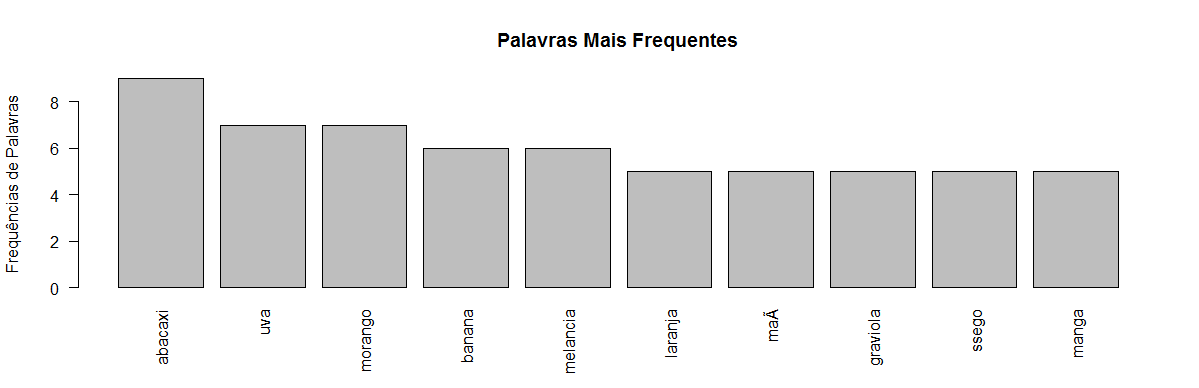 Palavras Mais Frequentes
Frequências de Palavras
8
6
4
2
0
abacaxi
uva
morango
banana
melancia
laranja
maÃ
graviola
ssego
manga